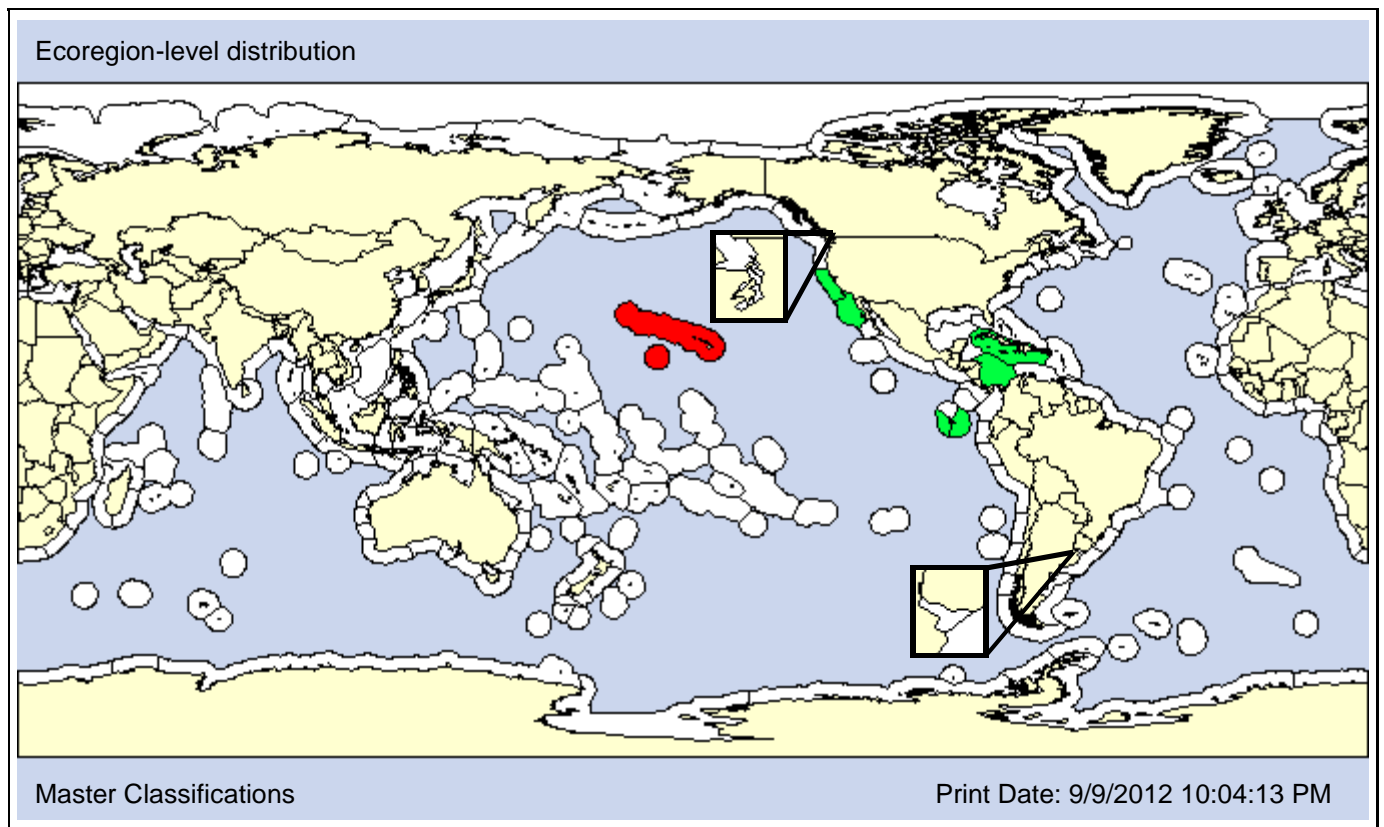 Ecoregion-level distribution
Master Classifications
Print Date: 9/9/2012 10:04:13 PM